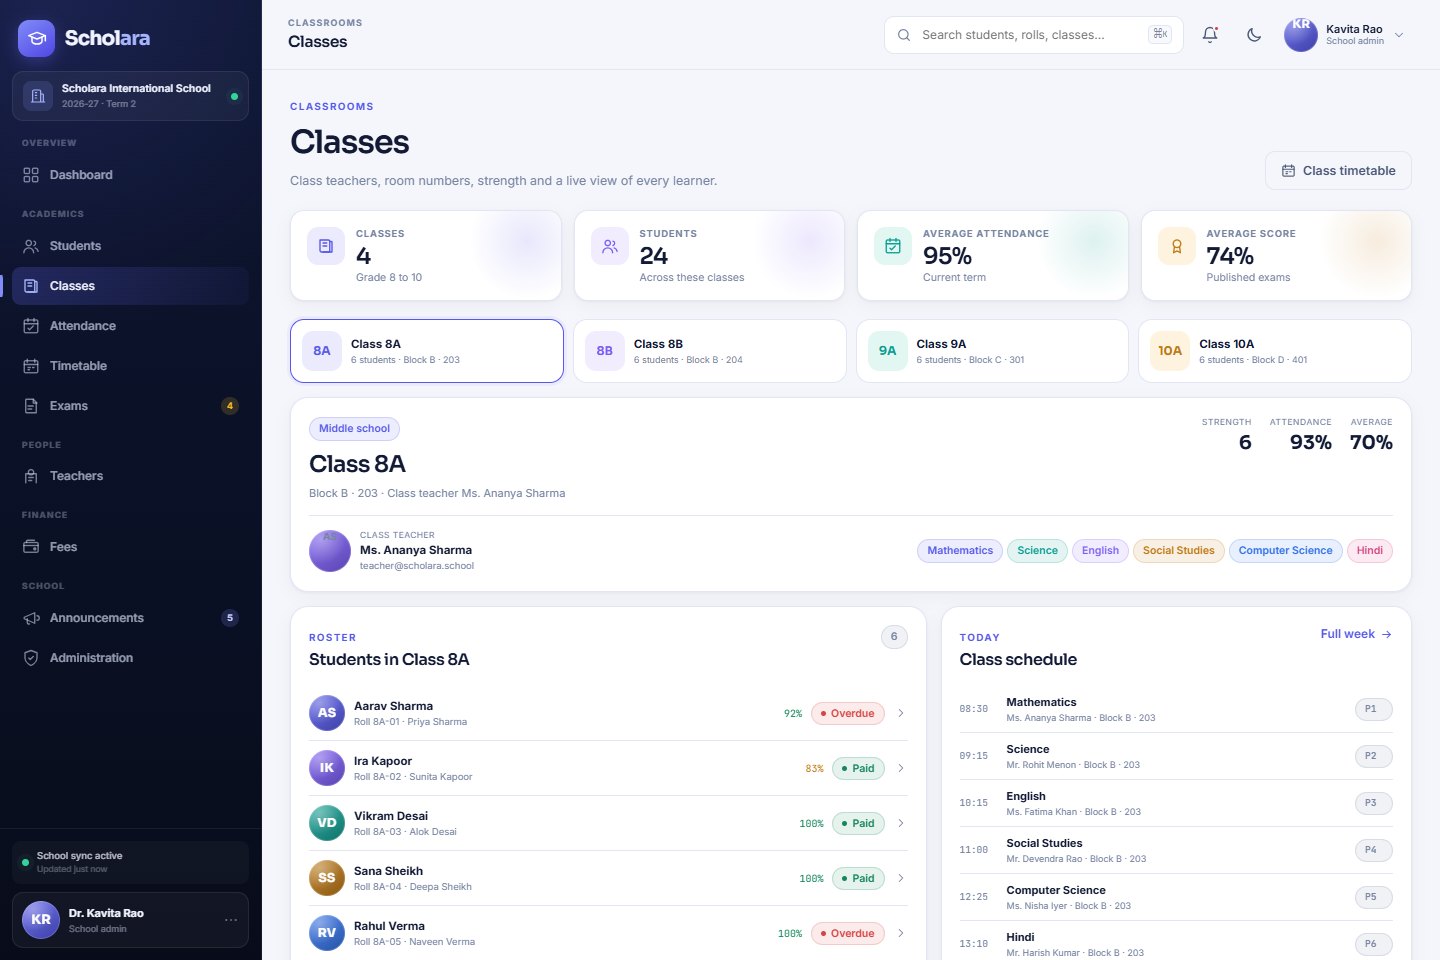 Scholara
Scholara International School
2026-27 · Term 2
OVERVIEW
Dashboard
ACADEMICS
Students
Classes
Attendance
Timetable
Exams 4
PEOPLE
Teachers
FINANCE
Fees
SCHOOL
Announcements 5
Administration
School sync active
Updated just now
KR Dr. Kavita Rao
School admin
CLASSROOMS
Classes
Search students, rolls, classes... ⌘K
KR Kavita Rao
School admin
CLASSROOMS
Classes
Class teachers, room numbers, strength and a live view of every learner.
Class timetable
CLASSES
4
Grade 8 to 10
STUDENTS
24
Across these classes
AVERAGE ATTENDANCE
95%
Current term
AVERAGE SCORE
74%
Published exams
8A Class 8A
6 students · Block B · 203
8B Class 8B
6 students · Block B · 204
9A Class 9A
6 students · Block C · 301
10A Class 10A
6 students · Block D · 401
Middle school
Class 8A
Block B · 203 · Class teacher Ms. Ananya Sharma
STRENGTH ATTENDANCE AVERAGE
6 93% 70%
AS
CLASS TEACHER
Ms. Ananya Sharma
teacher@scholara.school
Mathematics Science English Social Studies Computer Science Hindi
ROSTER 6
Students in Class 8A
AS Aarav Sharma 92% Overdue
Roll 8A-01 · Priya Sharma
IK Ira Kapoor 83% Paid
Roll 8A-02 · Sunita Kapoor
VD Vikram Desai 100% Paid
Roll 8A-03 · Alok Desai
SS Sana Sheikh 100% Paid
Roll 8A-04 · Deepa Sheikh
RV Rahul Verma 100% Overdue
Roll 8A-05 · Naveen Verma
TODAY Full week →
Class schedule
08:30 Mathematics P1
Ms. Ananya Sharma · Block B · 203
09:15 Science P2
Mr. Rohit Menon · Block B · 203
10:15 English P3
Ms. Fatima Khan · Block B · 203
11:00 Social Studies P4
Mr. Devendra Rao · Block B · 203
12:25 Computer Science P5
Ms. Nisha Iyer · Block B · 203
13:10 Hindi P6
Mr. Harish Kumar · Block B · 203